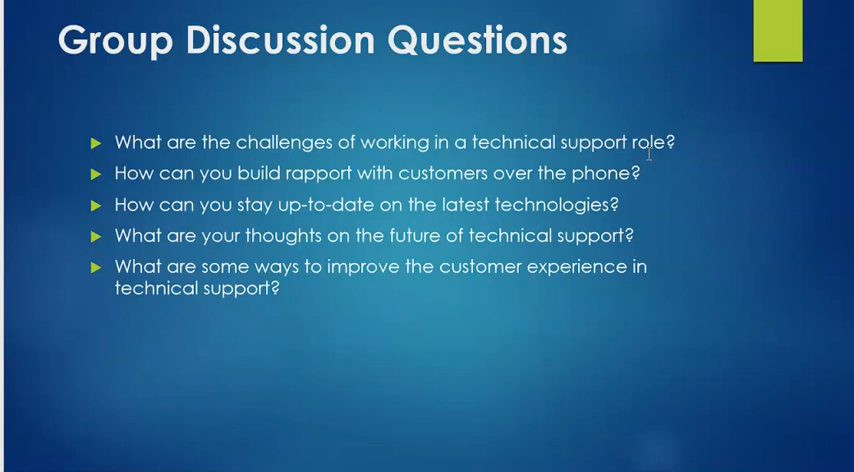 Group Discussion Questions
What are the challenges of working in a technical support role?
How can you build rapport with customers over the phone?
How can you stay up-to-date on the latest technologies?
What are your thoughts on the future of technical support?
What are some ways to improve the customer experience in
technical support?